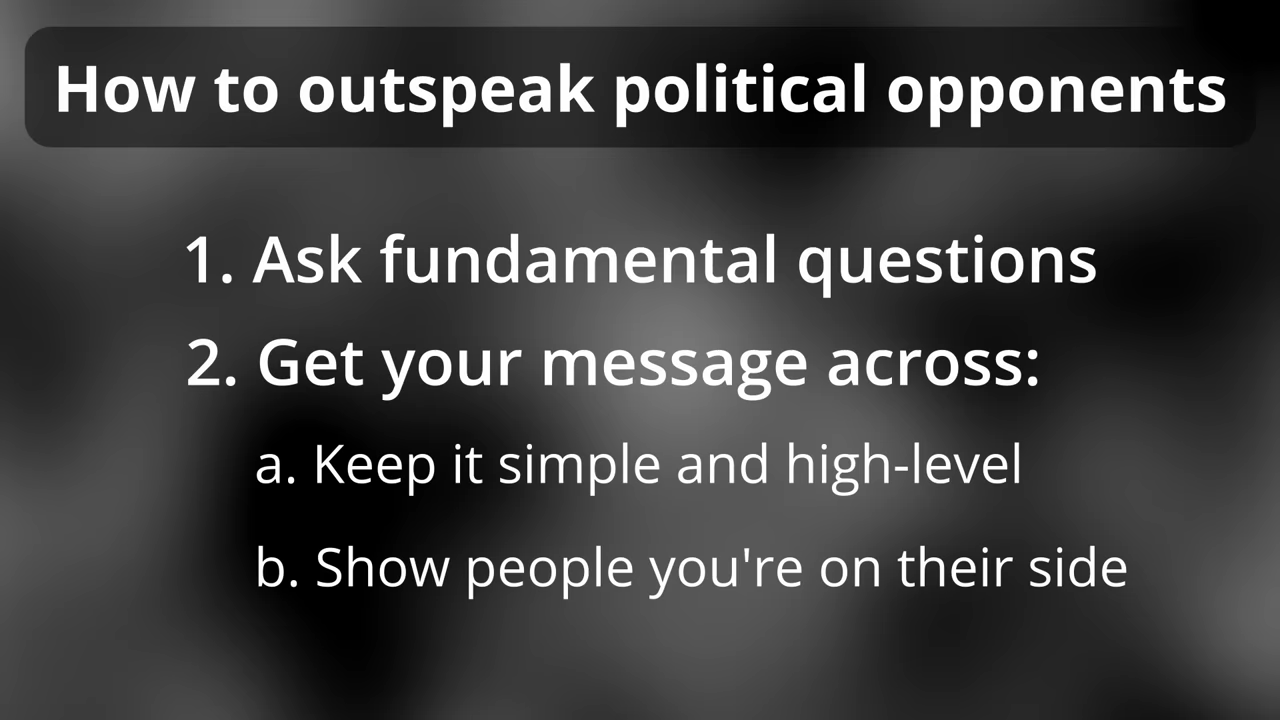 How to outspeak political opponents
1. Ask fundamental questions
2. Get your message across:
a. Keep it simple and high-level
b. Show people you're on their side